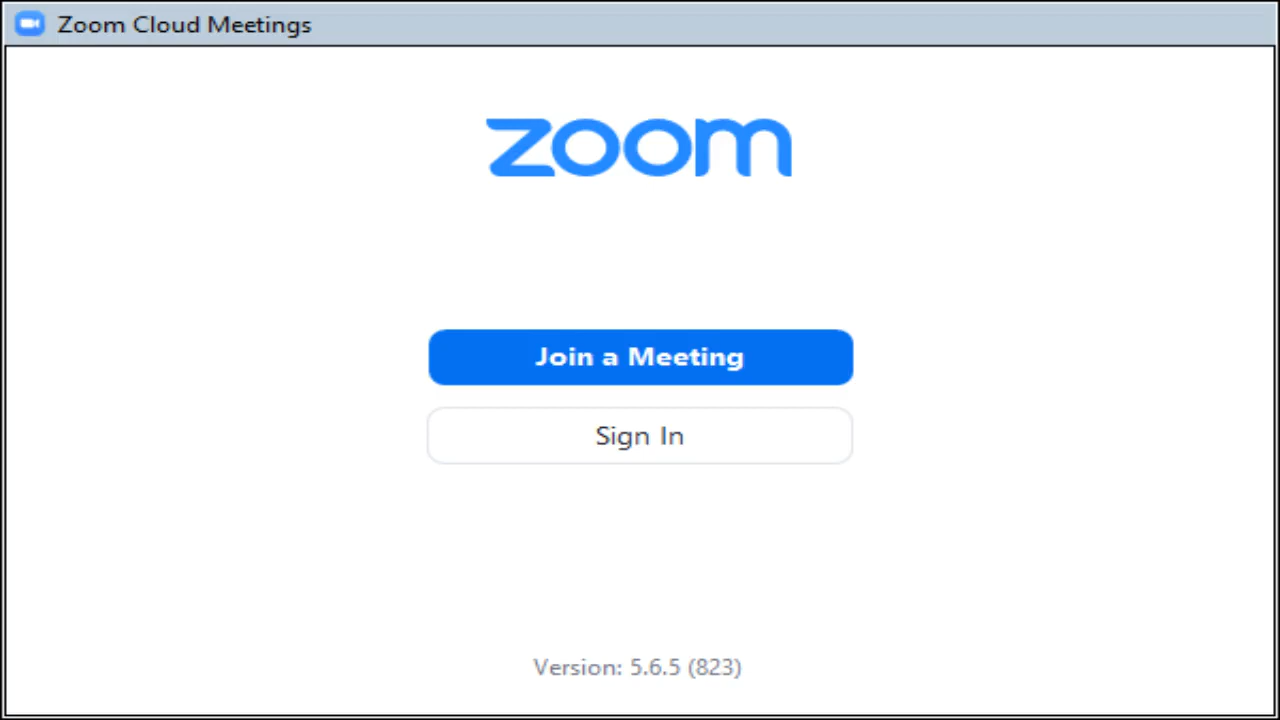 Zoom Cloud Meetings
zoom
Join a Meeting
Sign In
Version: 5.6.5 (823)